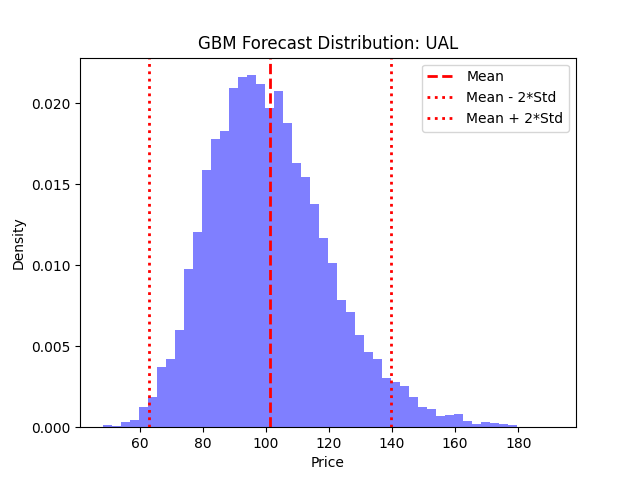 GBM Forecast Distribution: UAL
Mean
Mean - 2*Std
Mean + 2*Std
Density
0.020
0.015
0.010
0.005
0.000
60
80
100
120
140
160
180
Price